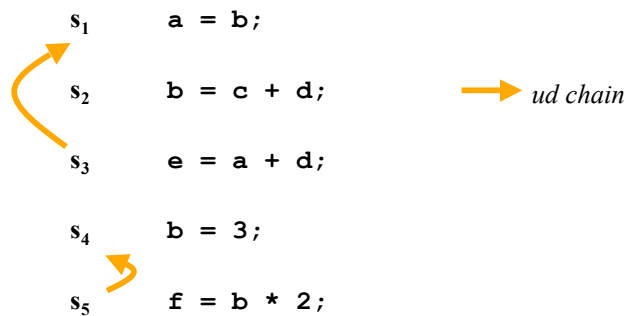 s1 a = b;
s2 b = c + d;
ud chain
s3 e = a + d;
s4 b = 3;
s5 f = b * 2;